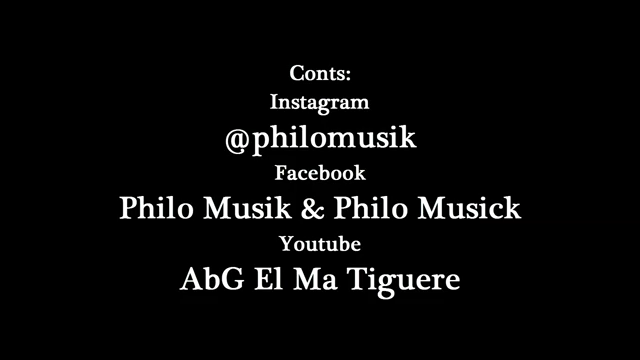 Conts:
Instagram
@philomusik
Facebook
Philo Musik & Philo Musick
Youtube
AbG El Ma Tiguere